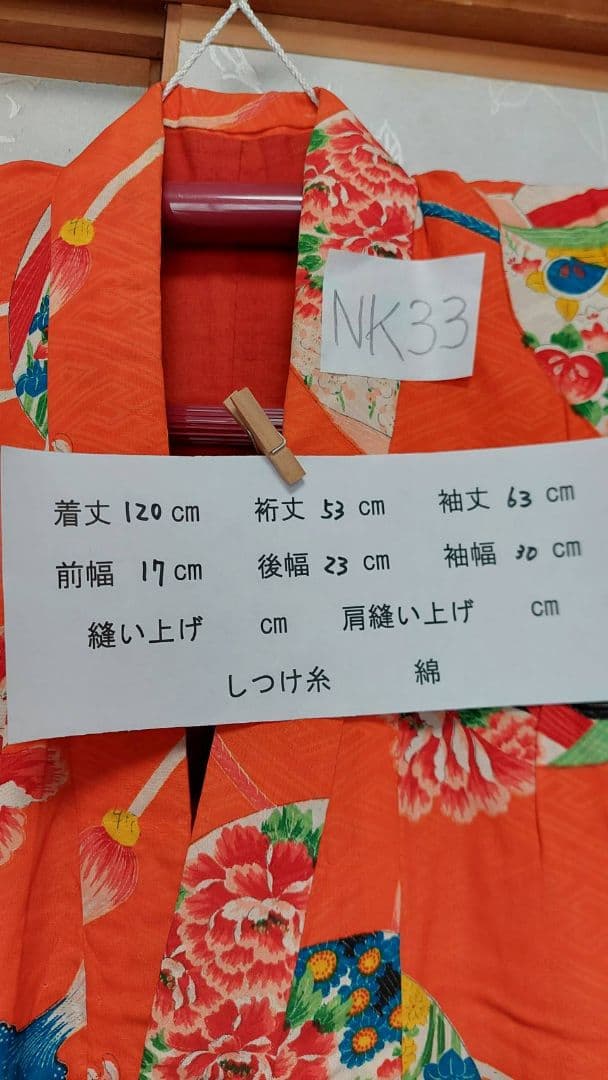 NK33
着丈 120 cm 裄丈 53 cm 袖丈 63 cm
前幅 17 cm 後幅 23 cm 袖幅 30 cm
縫い上げ cm 肩縫い上げ cm
しつけ糸 綿